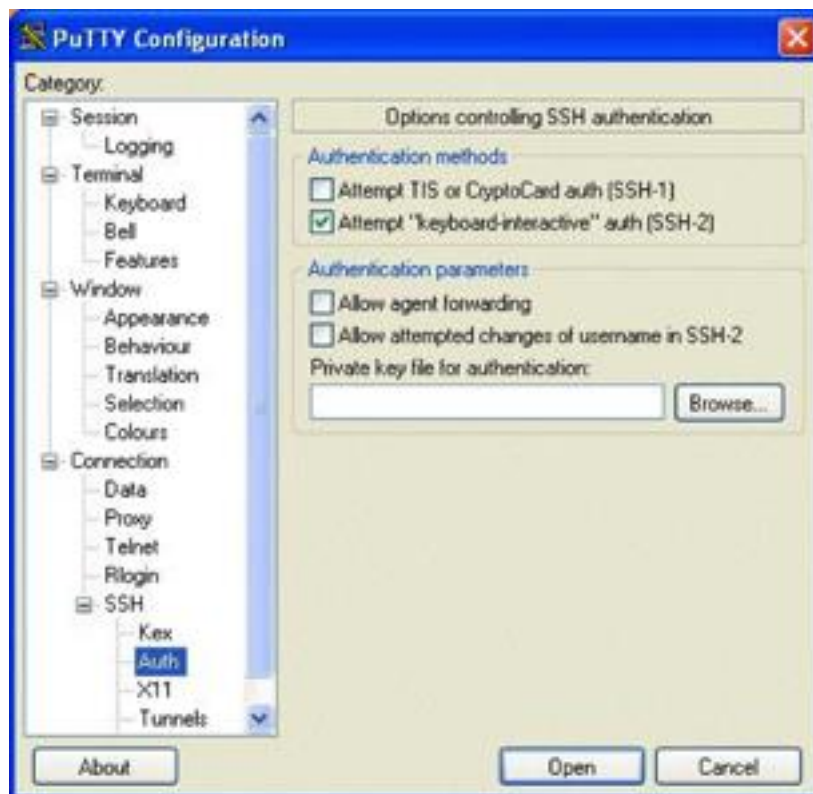 PuTTY Configuration
Category:
Session
Logging
Terminal
Keyboard
Bell
Features
Window
Appearance
Behaviour
Translation
Selection
Colours
Connection
Data
Proxy
Telnet
Rlogin
SSH
Kex
Auth
X11
Tunnels
Options controlling SSH authentication
Authentication methods
Attempt TIS or CryptoCard auth (SSH-1)
Attempt "keyboard-interactive" auth (SSH-2)
Authentication parameters
Allow agent forwarding
Allow attempted changes of username in SSH-2
Private key file for authentication:
Browse...
About
Open
Cancel